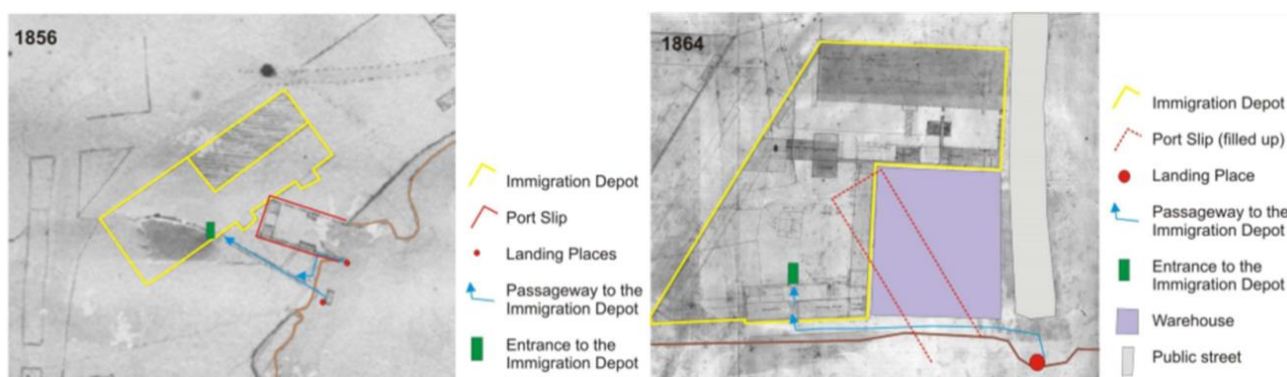 1856
Immigration Depot
Port Slip
Landing Places
Passageway to the
Immigration Depot
Entrance to the
Immigration Depot
1864
Immigration Depot
Port Slip (filled up)
Landing Place
Passageway to the
Immigration Depot
Entrance to the
Immigration Depot
Warehouse
Public street